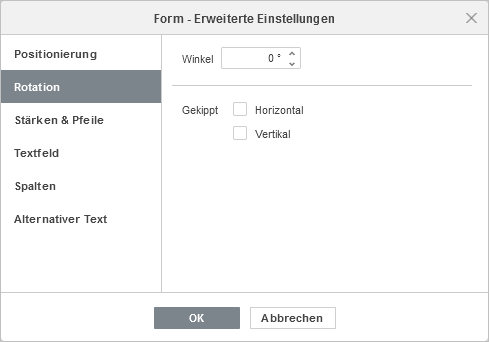 Form - Erweiterte Einstellungen
Positionierung
Rotation
Stärken & Pfeile
Textfeld
Spalten
Alternativer Text
Winkel 0 °
Gekippt Horizontal
Vertikal
OK Abbrechen